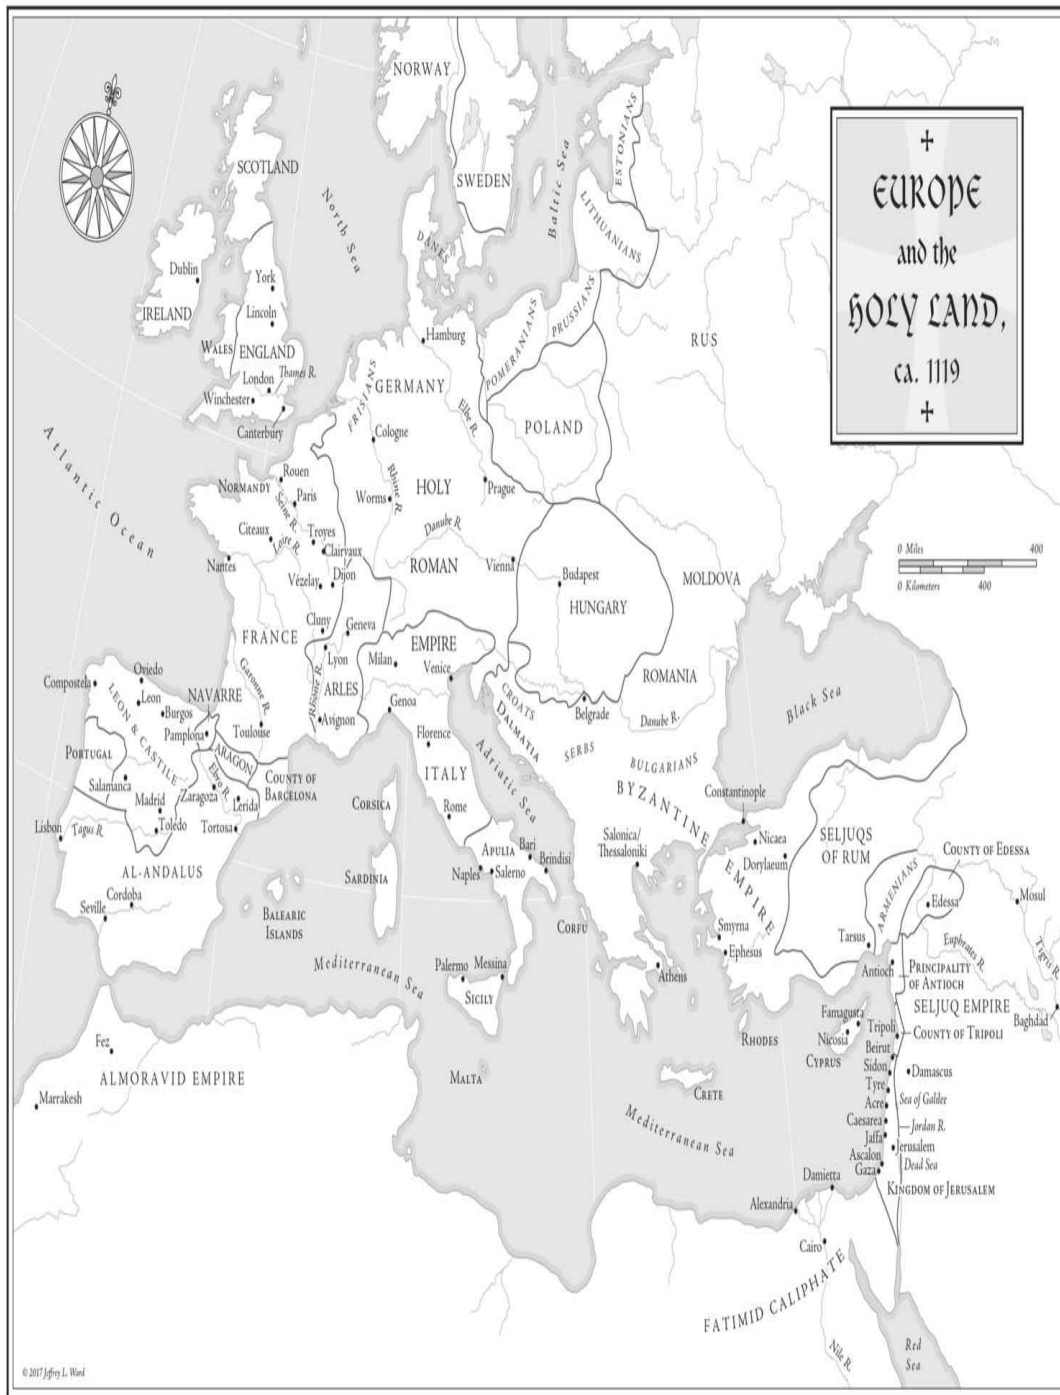 EUROPE
and the
HOLY LAND,
ca. 1119
NORWAY
SWEDEN
ESTONIANS
Baltic Sea
LITHUANIANS
SCOTLAND
North Sea
DANES
Dublin
York
IRELAND
Lincoln
Hamburg
PRUSSIANS
POMERANIANS
RUS
WALES
ENGLAND
London
Thames R.
Winchester
Canterbury
FRISIANS
GERMANY
Elbe R.
POLAND
Cologne
Atlantic Ocean
Rouen
NORMANDY
Paris
Seine R.
Worms
Rhine R.
HOLY
Prague
Citeaux
Troyes
Loire R.
Clairvaux
Danube R.
Nantes
Vézelay
Dijon
ROMAN
Vienna
Budapest
MOLDOVA
0 Miles
400
0 Kilometers
400
HUNGARY
Cluny
Geneva
FRANCE
EMPIRE
Lyon
Milan
Venice
Rhône R.
ARLES
ROMANIA
Oviedo
Compostela
Leon
LEON & CASTILE
Burgos
NAVARRE
Garonne R.
Genoa
CROATS
DALMATIA
Belgrade
Danube R.
Black Sea
Pamplona
Toulouse
Avignon
Florence
SERBS
PORTUGAL
ARAGON
BULGARIANS
Adriatic Sea
Salamanca
Ebro R.
COUNTY OF
BARCELONA
ITALY
BYZANTINE
EMPIRE
Constantinople
Madrid
Zaragoza
Lerida
CORSICA
Rome
Lisbon
Tagus R.
Toledo
Tortosa
Salonica/
Thessaloniki
Nicaea
SELJUQS
OF RUM
Bari
APULIA
Brindisi
Dorylaeum
COUNTY OF EDESSA
AL-ANDALUS
SARDINIA
Naples
Salerno
ARMENIANS
Cordoba
Seville
BALEARIC
ISLANDS
CORFU
Edessa
Mosul
Smyrna
Tarsus
Euphrates R.
Tigris R.
Ephesus
Mediterranean Sea
Palermo
Messina
Athens
Antioch
PRINCIPALITY
OF ANTIOCH
SICILY
SELJUQ EMPIRE
Baghdad
Famagusta
Tripoli
COUNTY OF TRIPOLI
Fez
RHODES
Nicosia
CYPRUS
Beirut
Sidon
Damascus
ALMORAVID EMPIRE
MALTA
Tyre
CRETE
Acre
Sea of Galilee
Marrakesh
Mediterranean Sea
Caesarea
Jordan R.
Jaffa
Jerusalem
Ascalon
Dead Sea
Gaza
Damietta
KINGDOM OF JERUSALEM
Alexandria
Cairo
FATIMID CALIPHATE
Nile R.
Red
Sea
© 2017 Jeffrey L. Ward